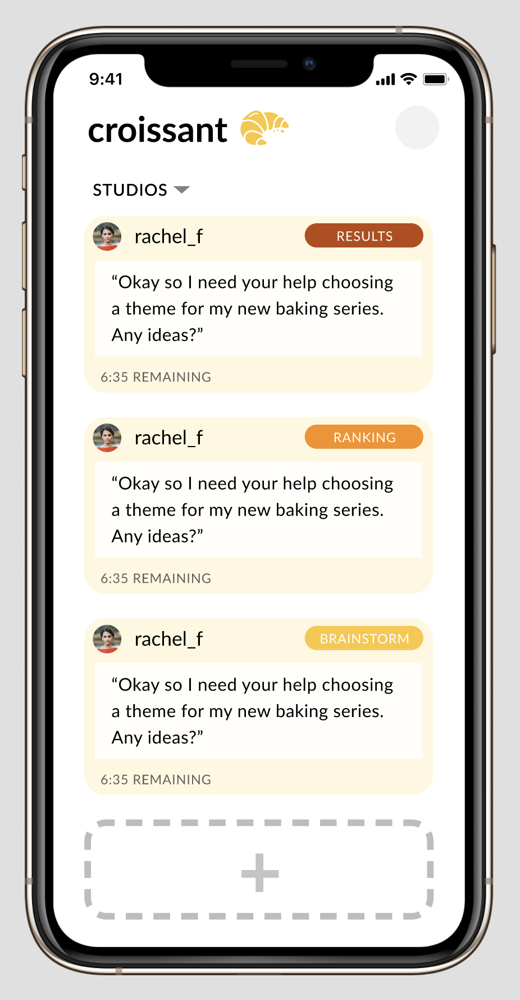 9:41
croissant
STUDIOS
rachel_f
RESULTS
“Okay so I need your help choosing
a theme for my new baking series.
Any ideas?”
6:35 REMAINING
rachel_f
RANKING
“Okay so I need your help choosing
a theme for my new baking series.
Any ideas?”
6:35 REMAINING
rachel_f
BRAINSTORM
“Okay so I need your help choosing
a theme for my new baking series.
Any ideas?”
6:35 REMAINING
+